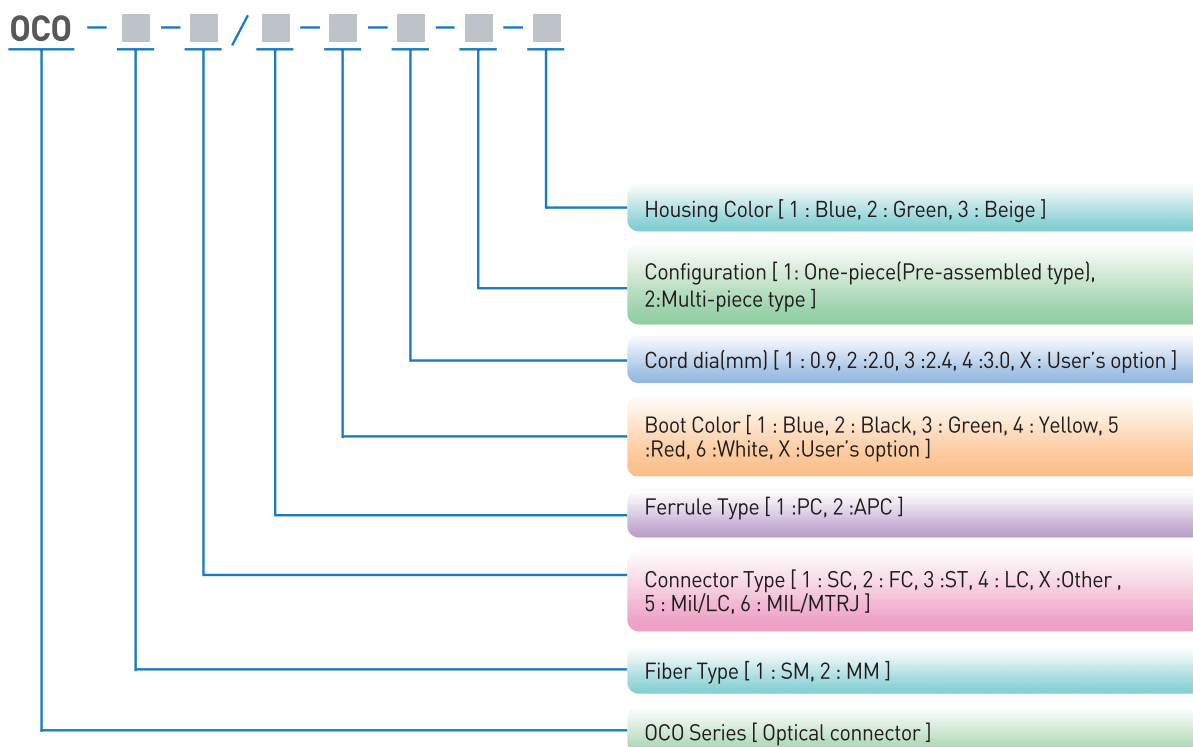 OCO - - / - - - -
Housing Color [ 1 : Blue, 2 : Green, 3 : Beige ]
Configuration [ 1: One-piece(Pre-assembled type),
2:Multi-piece type ]
Cord dia(mm) [ 1 : 0.9, 2 :2.0, 3 :2.4, 4 :3.0, X : User's option ]
Boot Color [ 1 : Blue, 2 : Black, 3 : Green, 4 : Yellow, 5
:Red, 6 :White, X :User's option ]
Ferrule Type [ 1 :PC, 2 :APC ]
Connector Type [ 1 : SC, 2 : FC, 3 :ST, 4 : LC, X :Other ,
5 : Mil/LC, 6 : MIL/MTRJ ]
Fiber Type [ 1 : SM, 2 : MM ]
OCO Series [ Optical connector ]